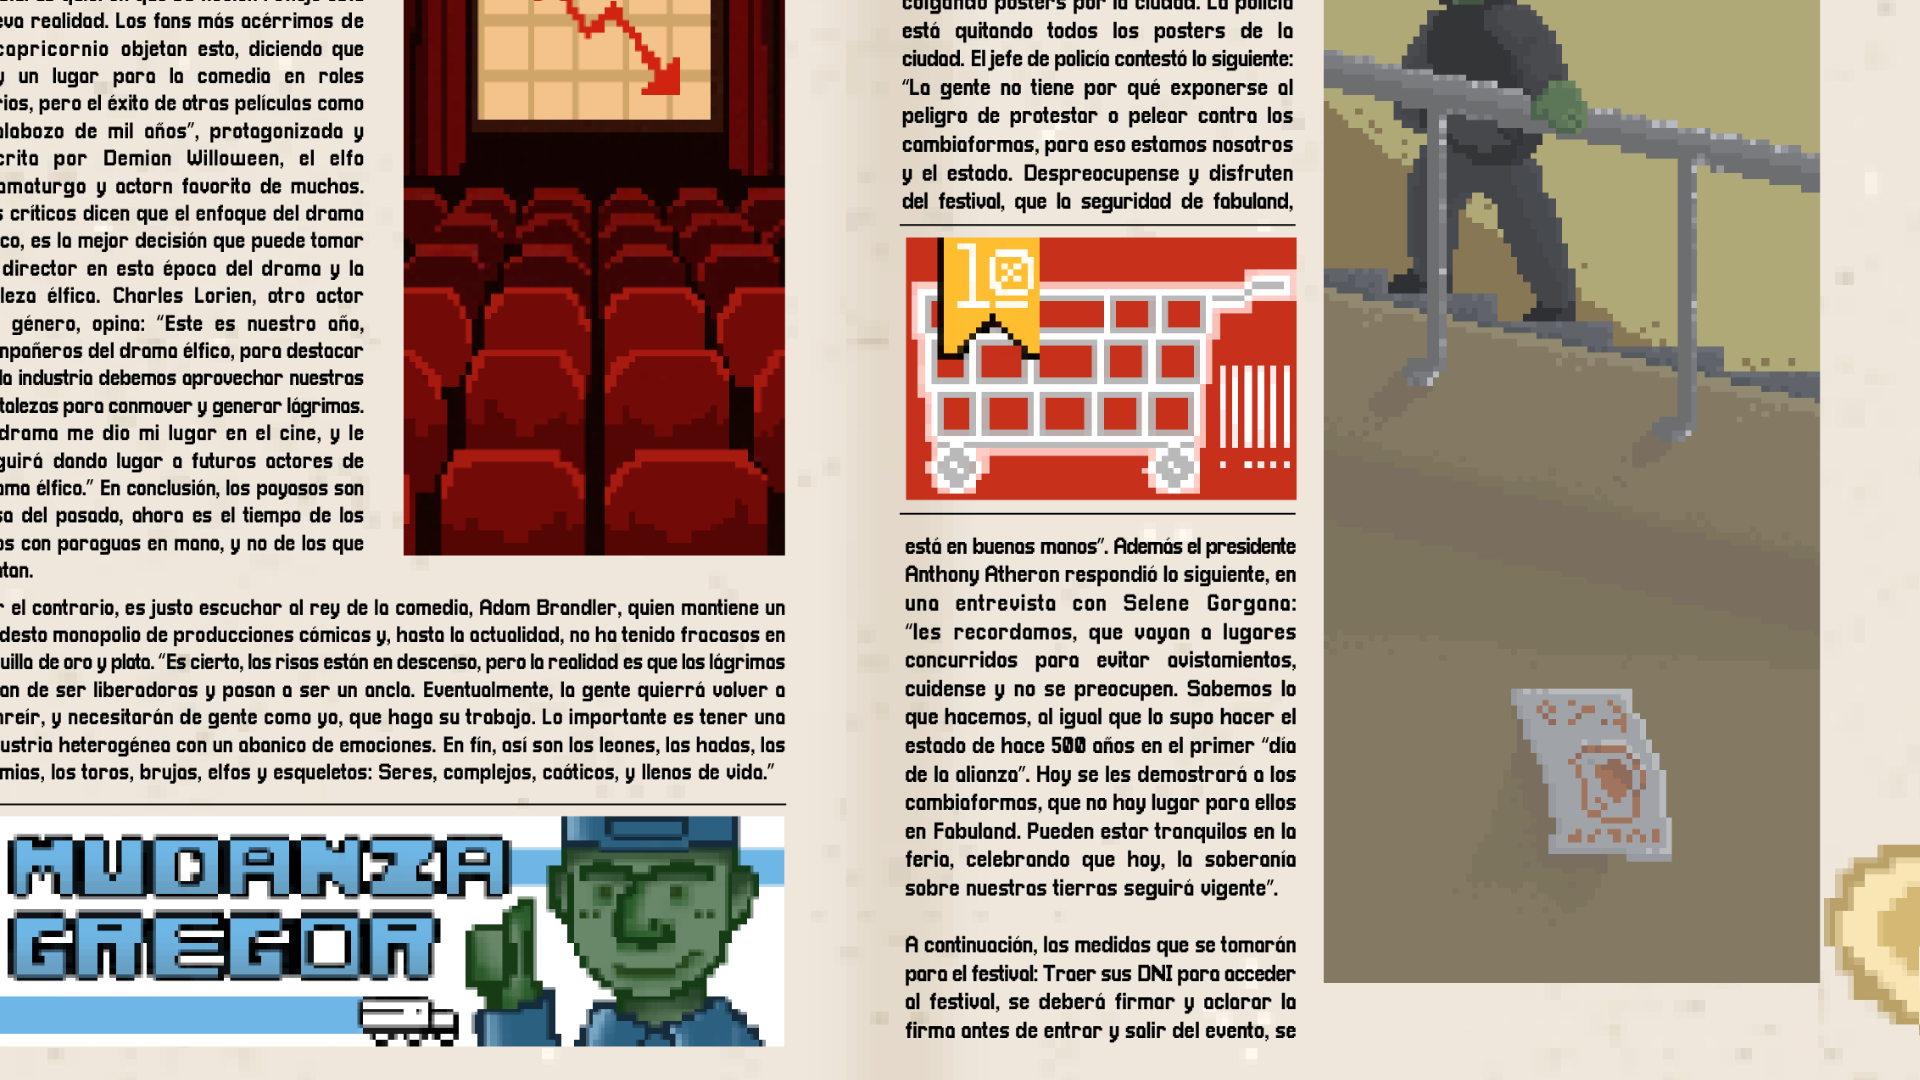 va realidad. Los fans más acérrimos de
capricornio objetan esto, diciendo que
y un lugar para la comedia en roles
rios, pero el éxito de otras películas como
alabozo de mil años", protagonizada y
crita por Demian Willoween, el elfo
amaturgo y actorn favorito de muchos.
s críticos dicen que el enfoque del drama
co, es la mejor decisión que puede tomar
director en esta época del drama y la
leza élfica. Charles Lorien, otro actor
género, opina: "Este es nuestro año,
mpañeros del drama élfico, para destacar
la industria debemos aprovechar nuestras
talezas para conmover y generar lágrimas.
drama me dio mi lugar en el cine, y le
guirá dando lugar a futuros actores de
ama élfico." En conclusión, los payasos son
sa del pasado, ahora es el tiempo de los
os con paraguas en mano, y no de los que
tan.
r el contrario, es justo escuchar al rey de la comedia, Adam Brandler, quien mantiene un
desto monopolio de producciones cómicas y, hasta la actualidad, no ha tenido fracasos en
uilla de oro y plata. "Es cierto, las risas están en descenso, pero la realidad es que las lágrimas
an de ser liberadoras y pasan a ser un ancla. Eventualmente, la gente quierrá volver a
nreír, y necesitarán de gente como yo, que haga su trabajo. Lo importante es tener una
ustria heterogénea con un abanico de emociones. En fín, así son los leones, las hadas, las
mias, los toros, brujas, elfos y esqueletos: Seres, complejos, caóticos, y llenos de vida."
MUDANZA
GREGOR
colgando posters por la ciudad. La policía
está quitando todos los posters de la
ciudad. El jefe de policía contestó lo siguiente:
"La gente no tiene por qué exponerse al
peligro de protestar o pelear contra los
cambiaformas, para eso estamos nosotros
y el estado. Despreocupense y disfruten
del festival, que la seguridad de fabuland,
10
está en buenas manos". Además el presidente
Anthony Atheron respondió lo siguiente, en
una entrevista con Selene Gorgana:
"les recordamos, que vayan a lugares
concurridos para evitar avistamientos,
cuidense y no se preocupen. Sabemos lo
que hacemos, al igual que lo supo hacer el
estado de hace 500 años en el primer "día
de la alianza". Hoy se les demostrará a los
cambiaformas, que no hay lugar para ellos
en Fabuland. Pueden estar tranquilos en la
feria, celebrando que hoy, la soberanía
sobre nuestras tierras seguirá vigente".
A continuación, las medidas que se tomarán
para el festival: Traer sus DNI para acceder
al festival, se deberá firmar y aclarar la
firma antes de entrar y salir del evento, se